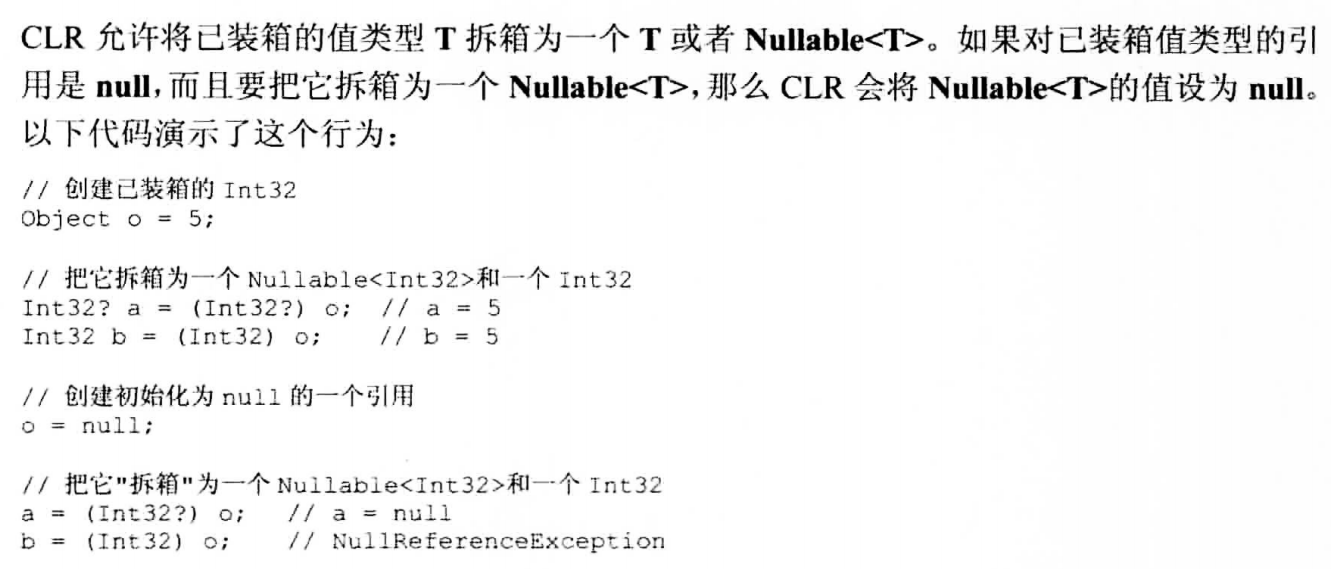 CLR 允许将已装箱的值类型 T 拆箱为一个 T 或者 Nullable<T>。如果对已装箱值类型的引
用是 null，而且要把它拆箱为一个 Nullable<T>，那么 CLR 会将 Nullable<T>的值设为 null。
以下代码演示了这个行为：
// 创建已装箱的 Int32
Object o = 5;
// 把它拆箱为一个 Nullable<Int32>和一个 Int32
Int32? a = (Int32?) o;  // a = 5
Int32 b = (Int32) o;    // b = 5
// 创建初始化为 null 的一个引用
o = null;
// 把它"拆箱"为一个 Nullable<Int32>和一个 Int32
a = (Int32?) o;   // a = null
b = (Int32) o;    // NullReferenceException